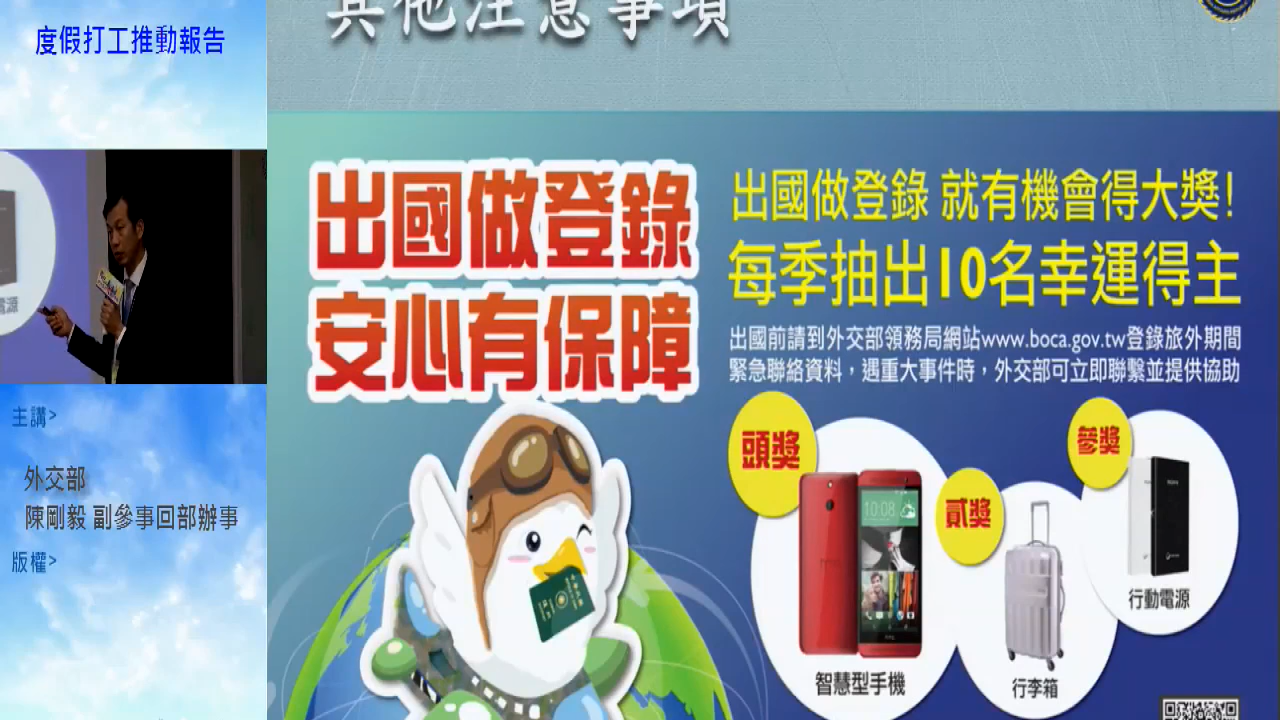 度假打工推動報告
電源
主講>
外交部
陳剛毅 副參事回部辦事
版權>
其他注意事項
出國做登錄
安心有保障
出國做登錄 就有機會得大獎!
每季抽出10名幸運得主
出國前請到外交部領務局網站www.boca.gov.tw登錄旅外期間
緊急聯絡資料，遇重大事件時，外交部可立即聯繫並提供協助
頭獎
貳獎
參獎
10:08
智慧型手機
行李箱
行動電源